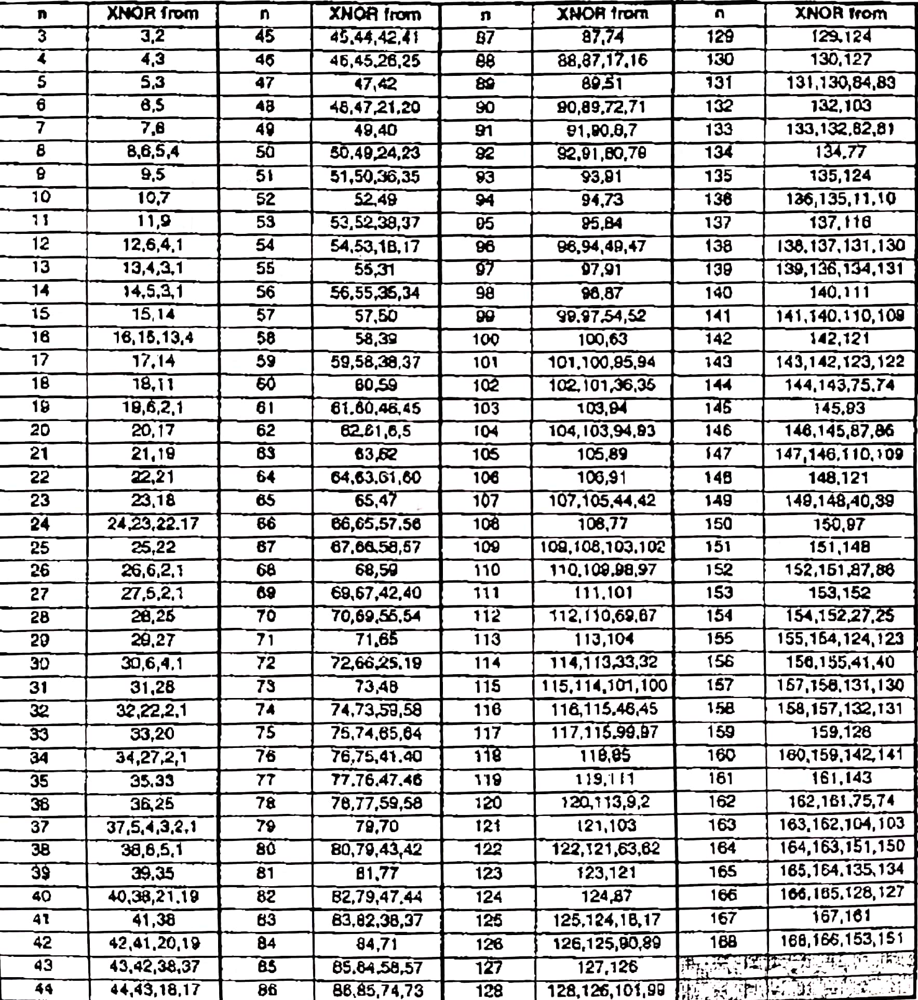 n XNOR from n XNOR from n XNOR from n XNOR from
3 3,2 45 45,44,42,41 87 87,74 129 129,124
4 4,3 46 46,45,26,25 88 88,87,17,16 130 130,127
5 5,3 47 47,42 89 89,51 131 131,130,84,83
6 6,5 48 48,47,21,20 90 90,89,72,71 132 132,103
7 7,6 49 49,40 91 91,90,8,7 133 133,132,82,81
8 8,6,5,4 50 50,49,24,23 92 92,91,80,79 134 134,77
9 9,5 51 51,50,36,35 93 93,91 135 135,124
10 10,7 52 52,49 94 94,73 136 136,135,11,10
11 11,9 53 53,52,38,37 95 95,84 137 137,116
12 12,6,4,1 54 54,53,18,17 96 96,94,49,47 138 138,137,131,130
13 13,4,3,1 55 55,31 97 97,91 139 139,136,134,131
14 14,5,3,1 56 56,55,35,34 98 98,87 140 140,111
15 15,14 57 57,50 99 99,97,54,52 141 141,140,110,109
16 16,15,13,4 58 58,39 100 100,63 142 142,121
17 17,14 59 59,58,38,37 101 101,100,95,94 143 143,142,123,122
18 18,11 60 60,59 102 102,101,36,35 144 144,143,75,74
19 19,6,2,1 61 61,60,46,45 103 103,94 145 145,93
20 20,17 62 62,61,6,5 104 104,103,94,93 146 146,145,87,86
21 21,19 63 63,62 105 105,89 147 147,146,110,109
22 22,21 64 64,63,61,60 106 106,91 148 148,121
23 23,18 65 65,47 107 107,105,44,42 149 149,148,40,39
24 24,23,22,17 66 66,65,57,56 108 108,77 150 150,97
25 25,22 67 67,66,58,57 109 109,108,103,102 151 151,148
26 26,6,2,1 68 68,59 110 110,109,98,97 152 152,151,87,86
27 27,5,2,1 69 69,67,42,40 111 111,101 153 153,152
28 28,25 70 70,69,55,54 112 112,110,69,67 154 154,152,27,25
29 29,27 71 71,65 113 113,104 155 155,154,124,123
30 30,6,4,1 72 72,66,25,19 114 114,113,33,32 156 156,155,41,40
31 31,28 73 73,48 115 115,114,101,100 157 157,156,131,130
32 32,22,2,1 74 74,73,59,58 116 116,115,46,45 158 158,157,132,131
33 33,20 75 75,74,65,64 117 117,115,99,97 159 159,128
34 34,27,2,1 76 76,75,41,40 118 118,85 160 160,159,142,141
35 35,33 77 77,76,47,46 119 119,111 161 161,143
36 36,25 78 78,77,59,58 120 120,113,9,2 162 162,161,75,74
37 37,5,4,3,2,1 79 79,70 121 121,103 163 163,162,104,103
38 38,6,5,1 80 80,79,43,42 122 122,121,63,62 164 164,163,151,150
39 39,35 81 81,77 123 123,121 165 165,164,135,134
40 40,38,21,19 82 82,79,47,44 124 124,87 166 166,165,128,127
41 41,38 83 83,82,38,37 125 125,124,18,17 167 167,161
42 42,41,20,19 84 84,71 126 126,125,90,89 168 168,166,153,151
43 43,42,38,37 85 85,84,58,57 127 127,126
44 44,43,18,17 86 86,85,74,73 128 128,126,101,99